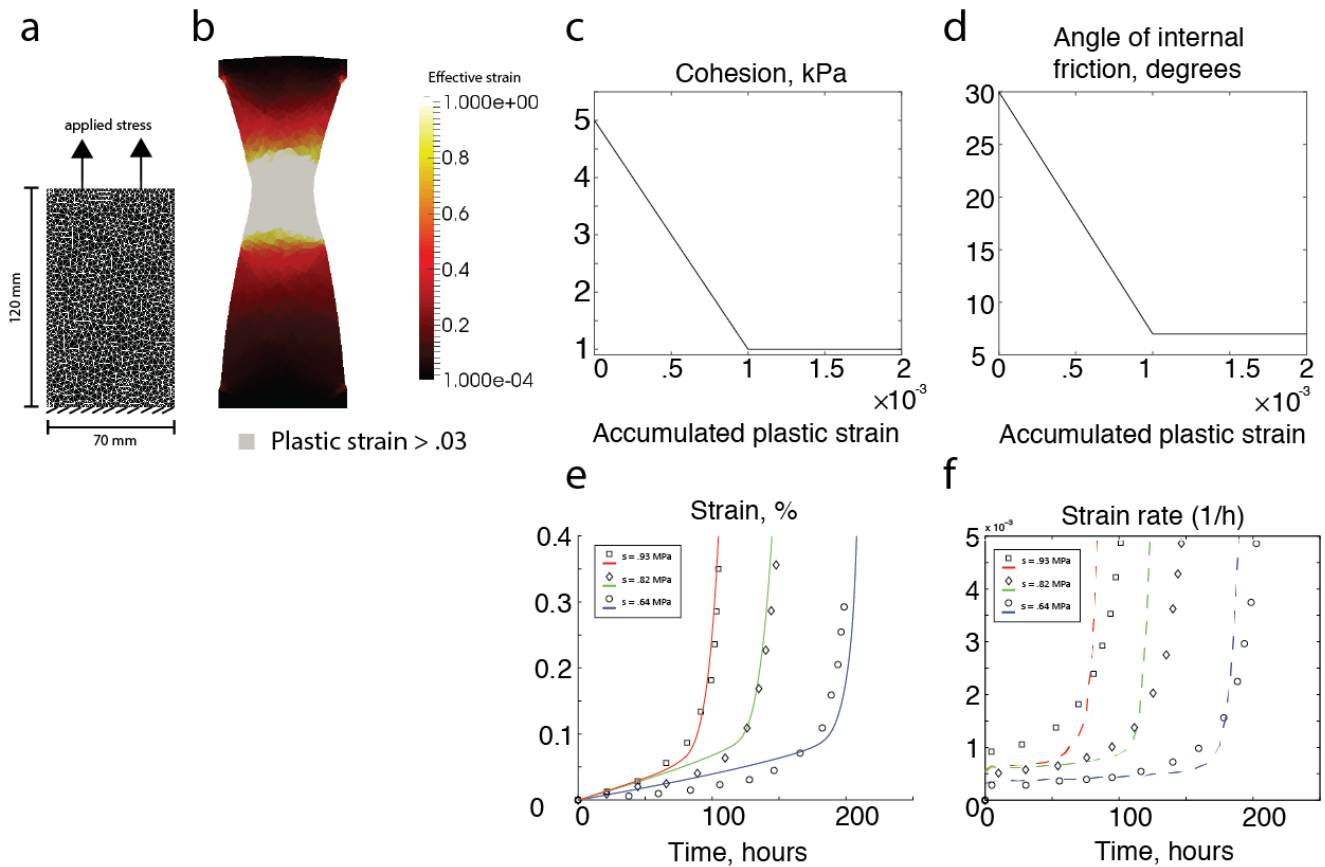 a
b
c
d
applied stress
120 mm
70 mm
Effective strain
1.000e+00
0.8
0.6
0.4
0.2
1.000e-04
Plastic strain > .03
Cohesion, kPa
5
4
3
2
1
0
.5
1
1.5
2
×10⁻³
Accumulated plastic strain
Angle of internal
friction, degrees
30
25
20
15
10
5
0
.5
1
1.5
2
×10⁻³
Accumulated plastic strain
e
f
Strain, %
0.4
0.3
0.2
0.1
0
s = .93 MPa
s = .82 MPa
s = .64 MPa
0
100
200
Time, hours
Strain rate (1/h)
x 10⁻³
5
4
3
2
1
0
s = .93 MPa
s = .82 MPa
s = .64 MPa
0
100
200
Time, hours